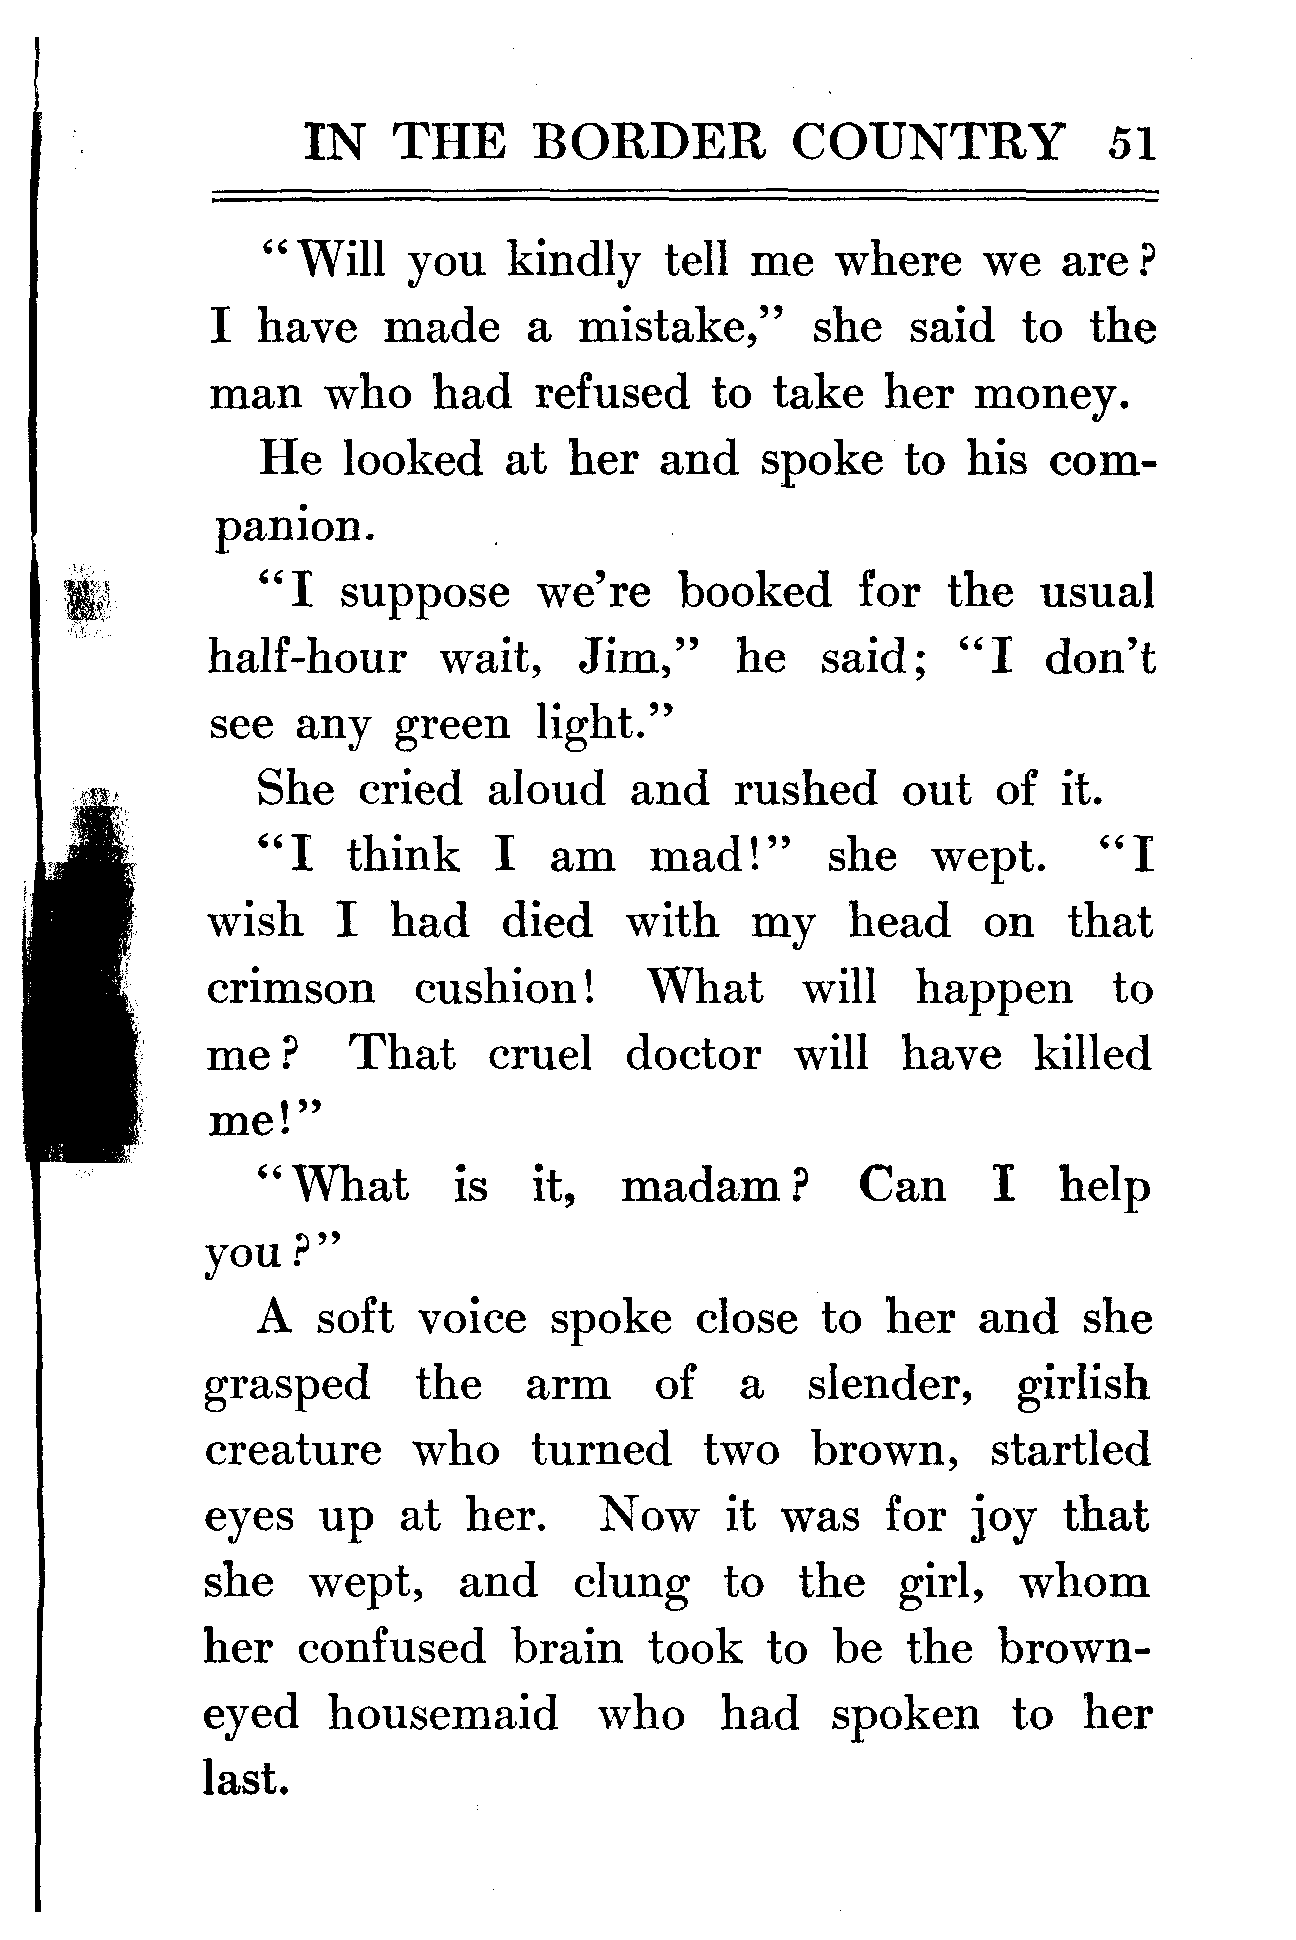 IN THE BORDER COUNTRY 51
“Will you kindly tell me where we are?
I have made a mistake,” she said to the
man who had refused to take her money.
He looked at her and spoke to his com-
panion.
“I suppose we’re booked for the usual
half-hour wait, Jim,” he said; “I don’t
see any green light.”
She cried aloud and rushed out of it.
“I think I am mad!” she wept. “I
wish I had died with my head on that
crimson cushion! What will happen to
me? That cruel doctor will have killed
me!”
“What is it, madam? Can I help
you?”
A soft voice spoke close to her and she
grasped the arm of a slender, girlish
creature who turned two brown, startled
eyes up at her. Now it was for joy that
she wept, and clung to the girl, whom
her confused brain took to be the brown-
eyed housemaid who had spoken to her
last.